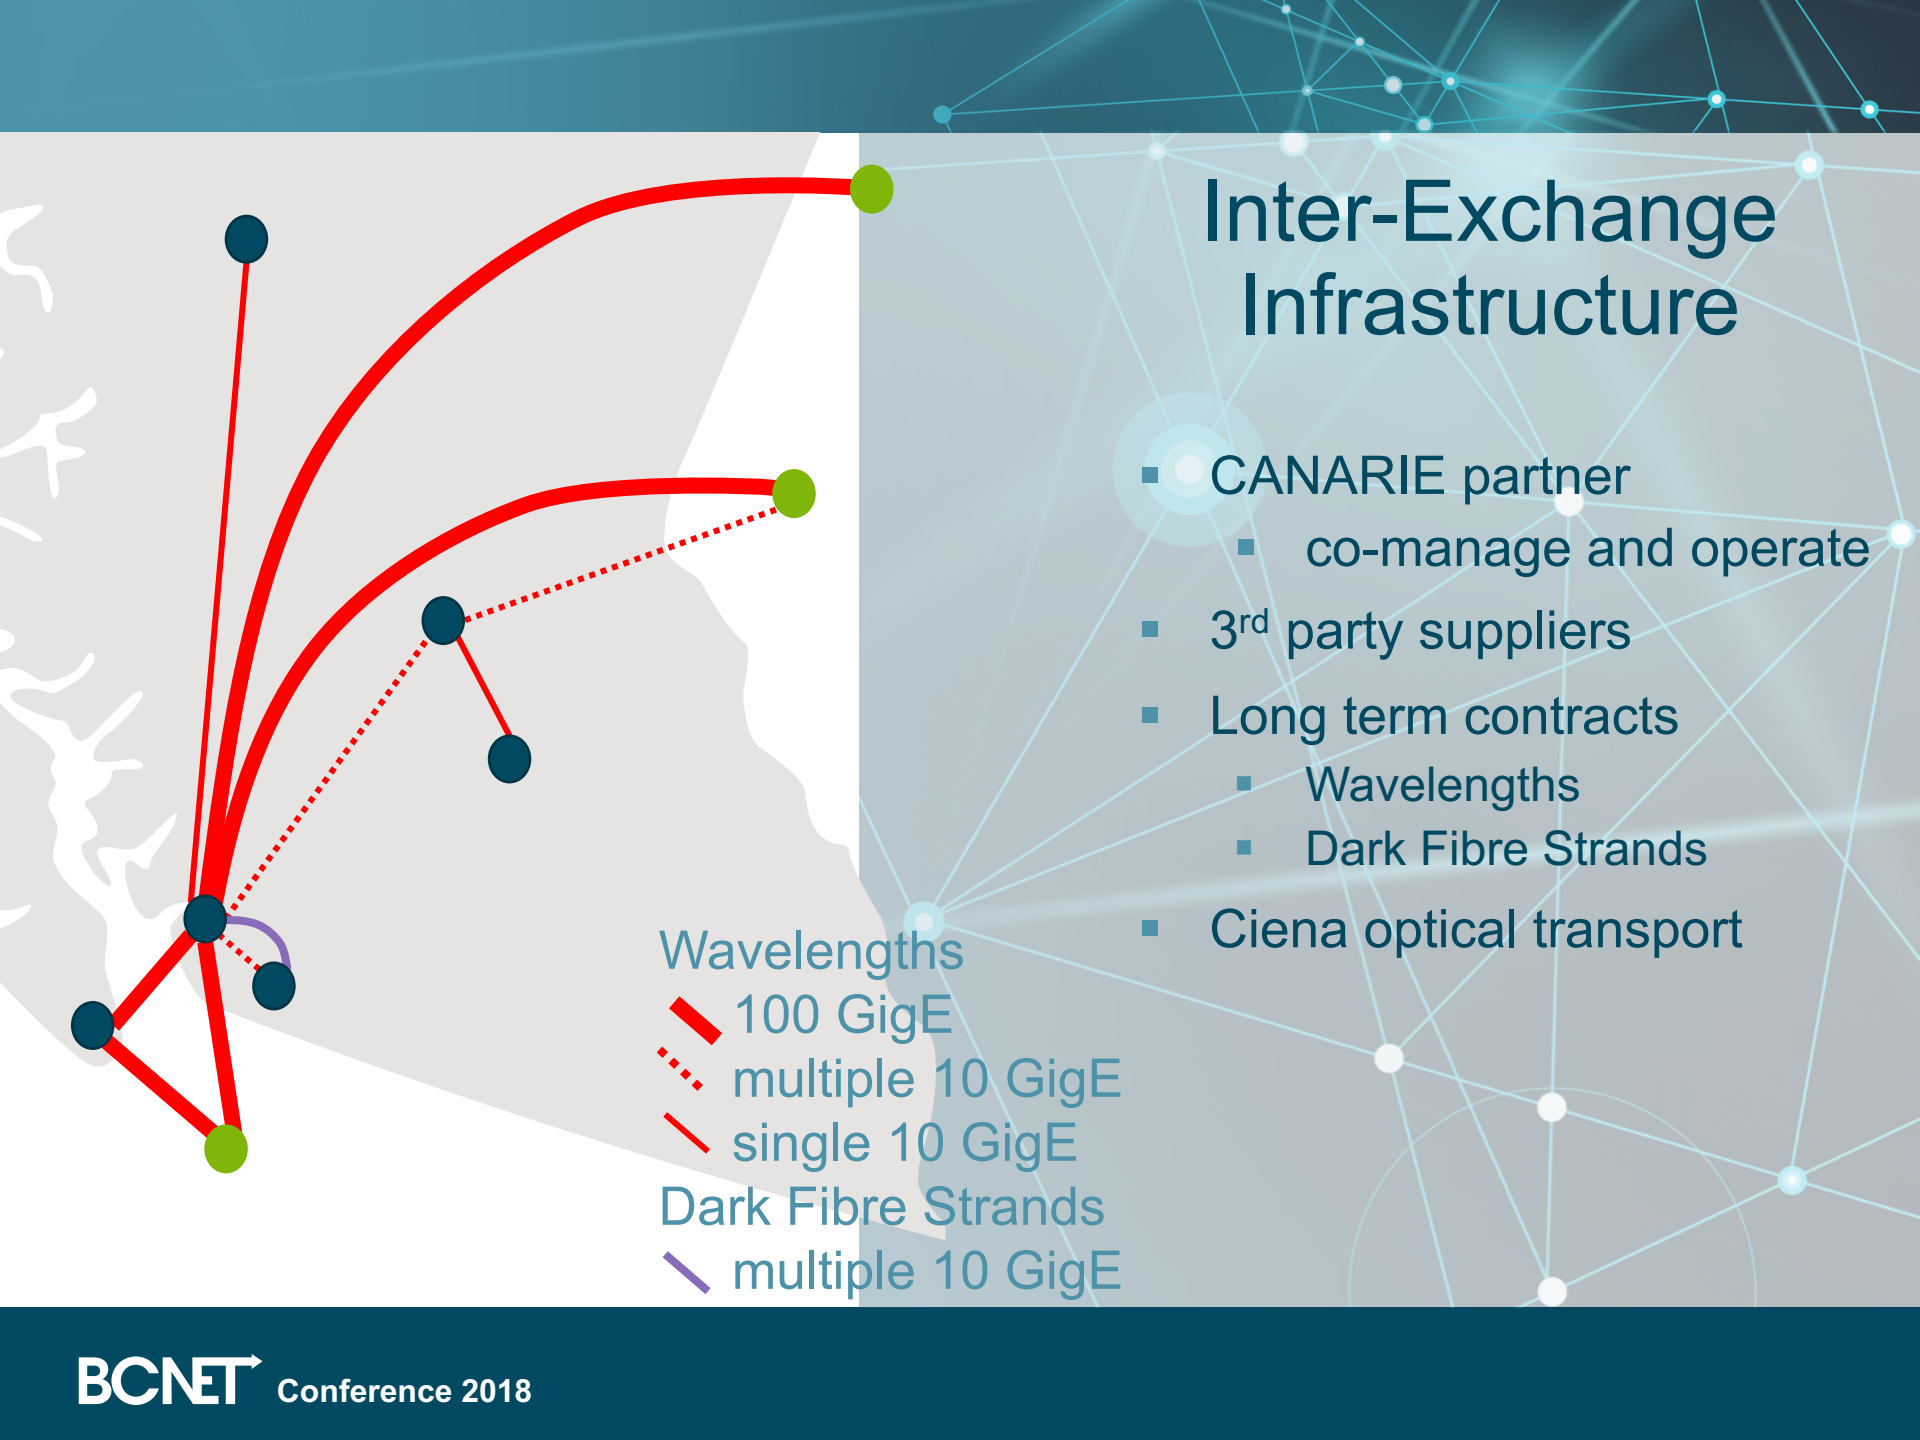 Inter-Exchange
Infrastructure
CANARIE partner
co-manage and operate
3rd party suppliers
Long term contracts
Wavelengths
Dark Fibre Strands
Ciena optical transport
Wavelengths
100 GigE
multiple 10 GigE
single 10 GigE
Dark Fibre Strands
multiple 10 GigE
BCNET Conference 2018